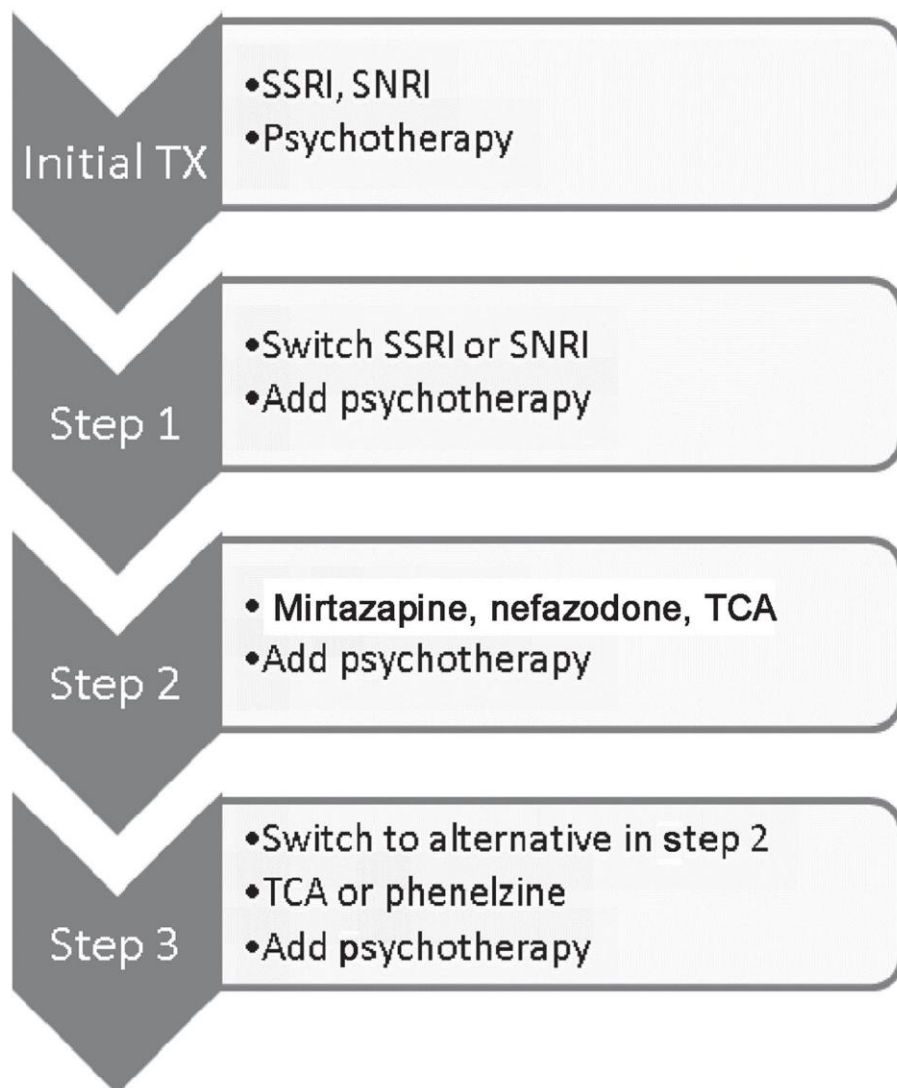 Initial TX
•SSRI, SNRI
•Psychotherapy
Step 1
•Switch SSRI or SNRI
•Add psychotherapy
Step 2
• Mirtazapine, nefazodone, TCA
•Add psychotherapy
Step 3
•Switch to alternative in step 2
•TCA or phenelzine
•Add psychotherapy